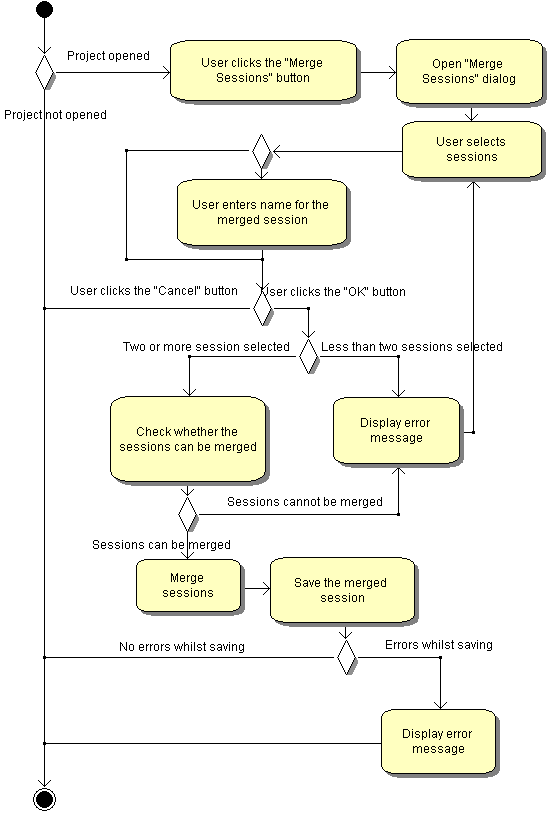 Project opened
User clicks the "Merge
Sessions" button
Open "Merge
Sessions" dialog
Project not opened
User selects
sessions
User enters name for the
merged session
User clicks the "Cancel" button
User clicks the "OK" button
Two or more session selected
Less than two sessions selected
Check whether the
sessions can be merged
Display error
message
Sessions cannot be merged
Sessions can be merged
Merge
sessions
Save the merged
session
No errors whilst saving
Errors whilst saving
Display error
message